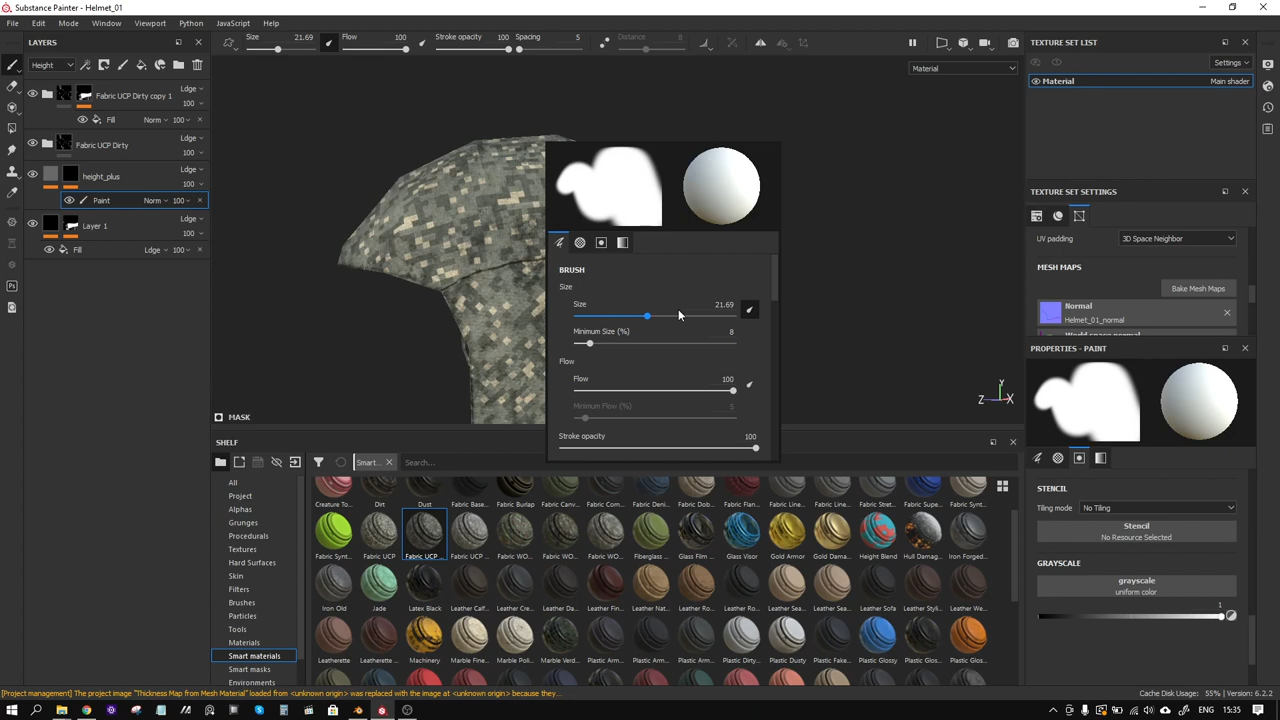 Substance Painter - Helmet_01
File Edit Mode Window Viewport Python JavaScript Help
LAYERS
Size 21.69 Flow 100 Stroke opacity 100 Spacing 5 Distance 8
Height
Material
Fabric UCP Dirty copy 1 Ldge 100
Fill Norm 100
Fabric UCP Dirty Ldge 100
height_plus Ldge 100
Paint Norm 100
Layer 1 Norm 100
Fill Ldge 100
MASK
BRUSH
Size
Size 21.69
Minimum Size (%) 8
Flow
Flow 100
Minimum Flow (%) 5
Stroke opacity 100
Y
Z X
TEXTURE SET LIST
Settings
Material Main shader
TEXTURE SET SETTINGS
UV padding 3D Space Neighbor
MESH MAPS
Bake Mesh Maps
Normal
Helmet_01_normal
PROPERTIES - PAINT
STENCIL
Tiling mode No Tiling
Stencil
No Resource Selected
GRAYSCALE
grayscale
uniform color
1
SHELF
Smart... Search...
All
Project
Alphas
Grunges
Procedurals
Textures
Hard Surfaces
Skin
Filters
Brushes
Particles
Tools
Materials
Smart materials
Smart masks
Environments
Creature To... Dirt Dust Fabric Base... Fabric Burlap Fabric Canv... Fabric Com... Fabric Deni... Fabric Dob... Fabric Flan... Fabric Line... Fabric Line... Fabric Stret... Fabric Supe... Fabric Synt...
Fabric Synt... Fabric UCP Fabric UCP ... Fabric UCP ... Fabric WO... Fabric WO... Fabric WO... Fiberglass ... Glass Film ... Glass Visor Gold Armor Gold Dama... Height Blend Hull Damag... Iron Forged...
Iron Old Jade Latex Black Leather Calf... Leather Cre... Leather Da... Leather Fin... Leather Nat... Leather Ro... Leather Ro... Leather Sea... Leather Sea... Leather Sofa Leather Styli... Leather We...
Leatherette Leatherette ... Machinery Marble Fine... Marble Poli... Marble Verd... Plastic Arm... Plastic Arm... Plastic Dirty... Plastic Dusty Plastic Fake... Plastic Glossy Plastic Glos... Plastic Glos...
[Project management] The project image "Thickness Map from Mesh Material" loaded from <unknown origin> was replaced with the image at <unknown origin> because they...
Cache Disk Usage: 55% | Version: 6.2.2
ENG 15:35